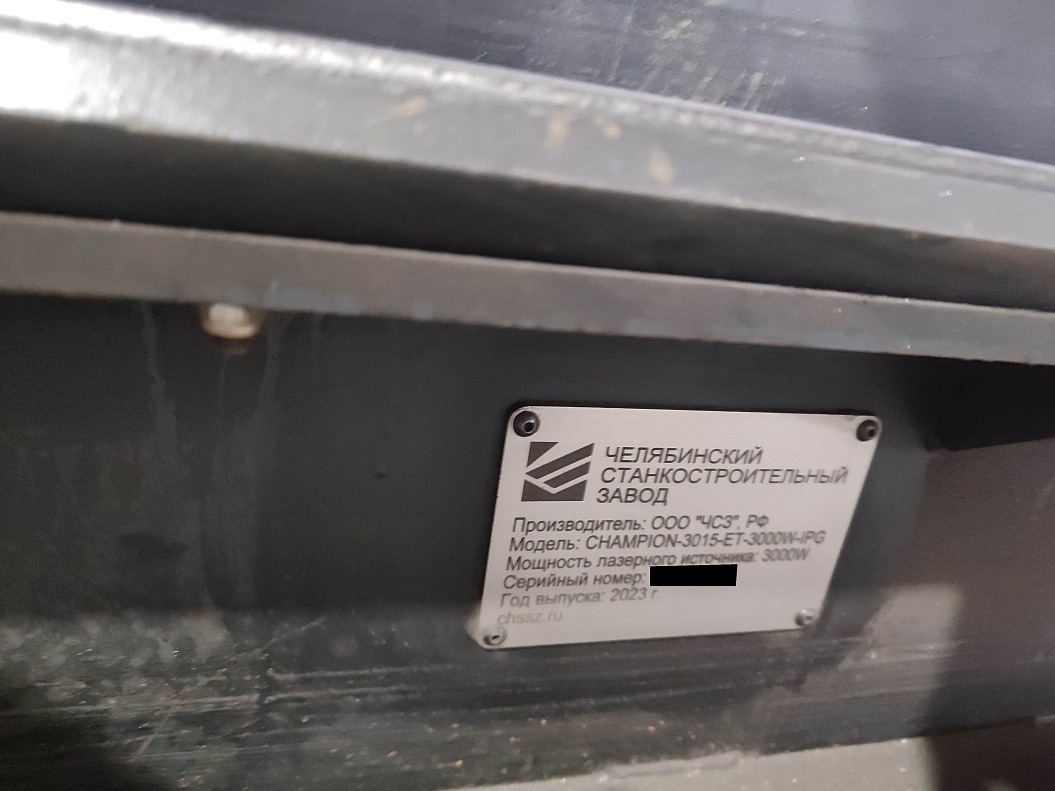 ЧЕЛЯБИНСКИЙ
СТАНКОСТРОИТЕЛЬНЫЙ
ЗАВОД
Производитель: ООО "ЧСЗ", РФ
Модель: CHAMPION-3015-ET-3000W-IPG
Мощность лазерного источника: 3000W
Серийный номер:
Год выпуска: 2023 г.
chssz.ru